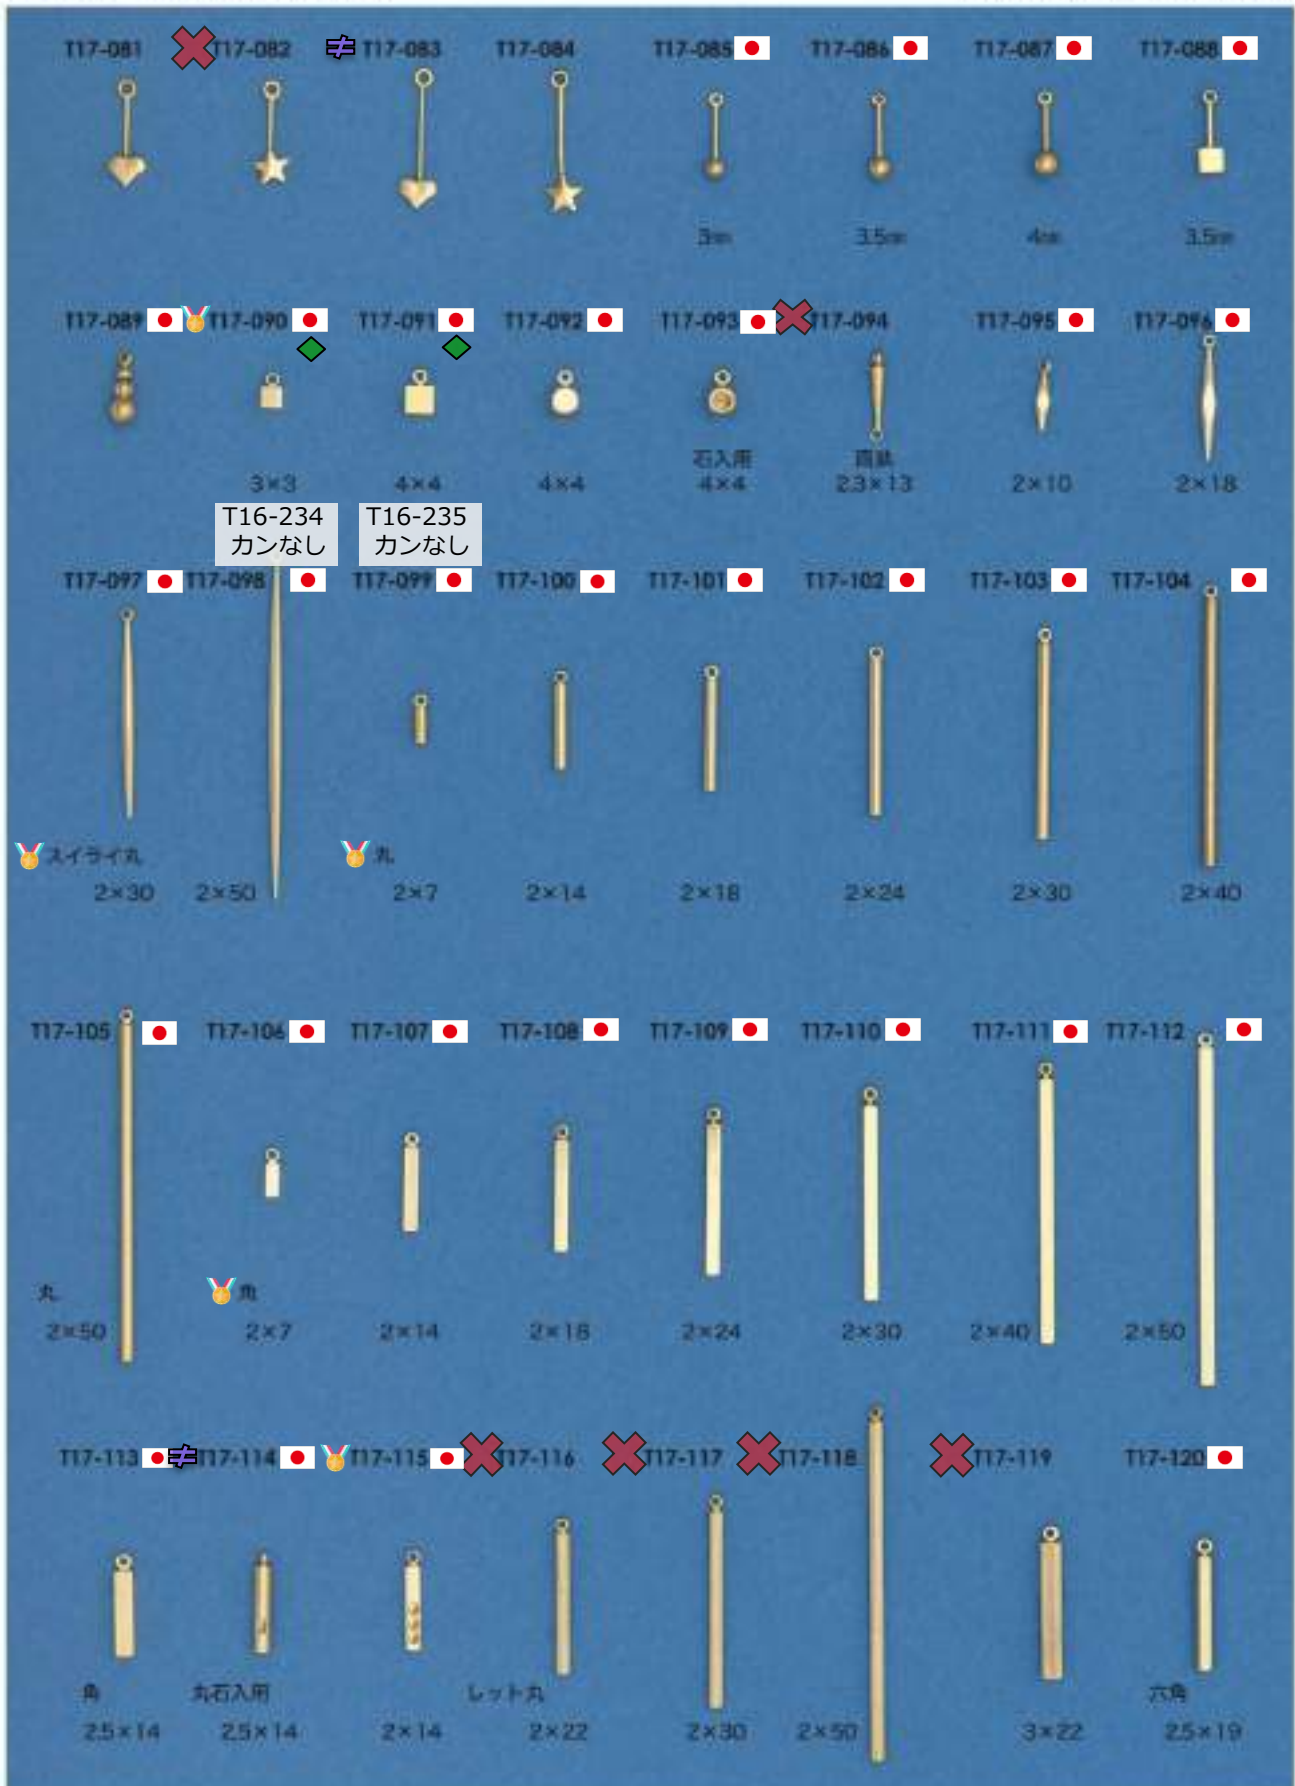 T17-081 T17-082 T17-083 T17-084 T17-085 T17-086 T17-087 T17-088
3mm 3.5mm 4mm 3.5mm
T17-089 T17-090 T17-091 T17-092 T17-093 T17-094 T17-095 T17-096
石入用 両鉢
3×3 4×4 4×4 4×4 2.3×13 2×10 2×18
T16-234 T16-235
カンなし カンなし
T17-097 T17-098 T17-099 T17-100 T17-101 T17-102 T17-103 T17-104
スイライ丸 丸
2×30 2×50 2×7 2×14 2×18 2×24 2×30 2×40
T17-105 T17-106 T17-107 T17-108 T17-109 T17-110 T17-111 T17-112
丸 角
2×50 2×7 2×14 2×18 2×24 2×30 2×40 2×50
T17-113 T17-114 T17-115 T17-116 T17-117 T17-118 T17-119 T17-120
角 丸石入用 レット丸 六角
2.5×14 2.5×14 2×14 2×22 2×30 2×50 3×22 2.5×19